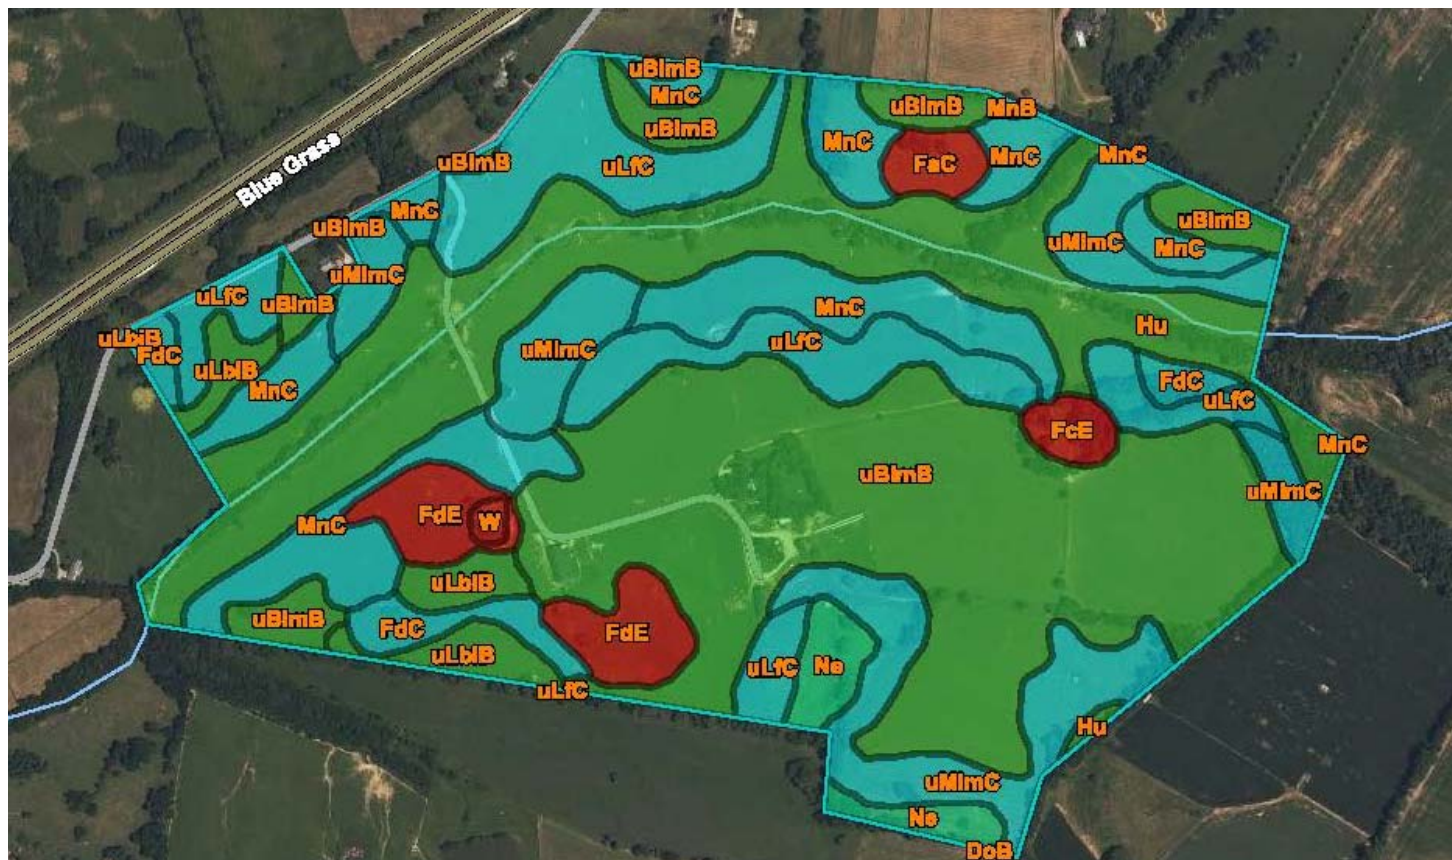 uBlmB
MnC
uBlmB
uBlmB
MnB
MnC
FaC
MnC
MnC
uBlmB
uLfC
Blue Grass
uBlmB
MnC
uBlmB
uMlmC
uMlmC
MnC
uBlmB
uLfC
uBlmB
MnC
Hu
uLbiB
FdC
uLfC
uMlmC
uLblB
MnC
FdC
uLfC
FcE
MnC
uBlmB
uMlmC
FdE
W
MnC
uLblB
uBlmB
FdC
FdE
uLblB
uLfC
Ne
uLfC
Hu
uMlmC
Ne
DoB